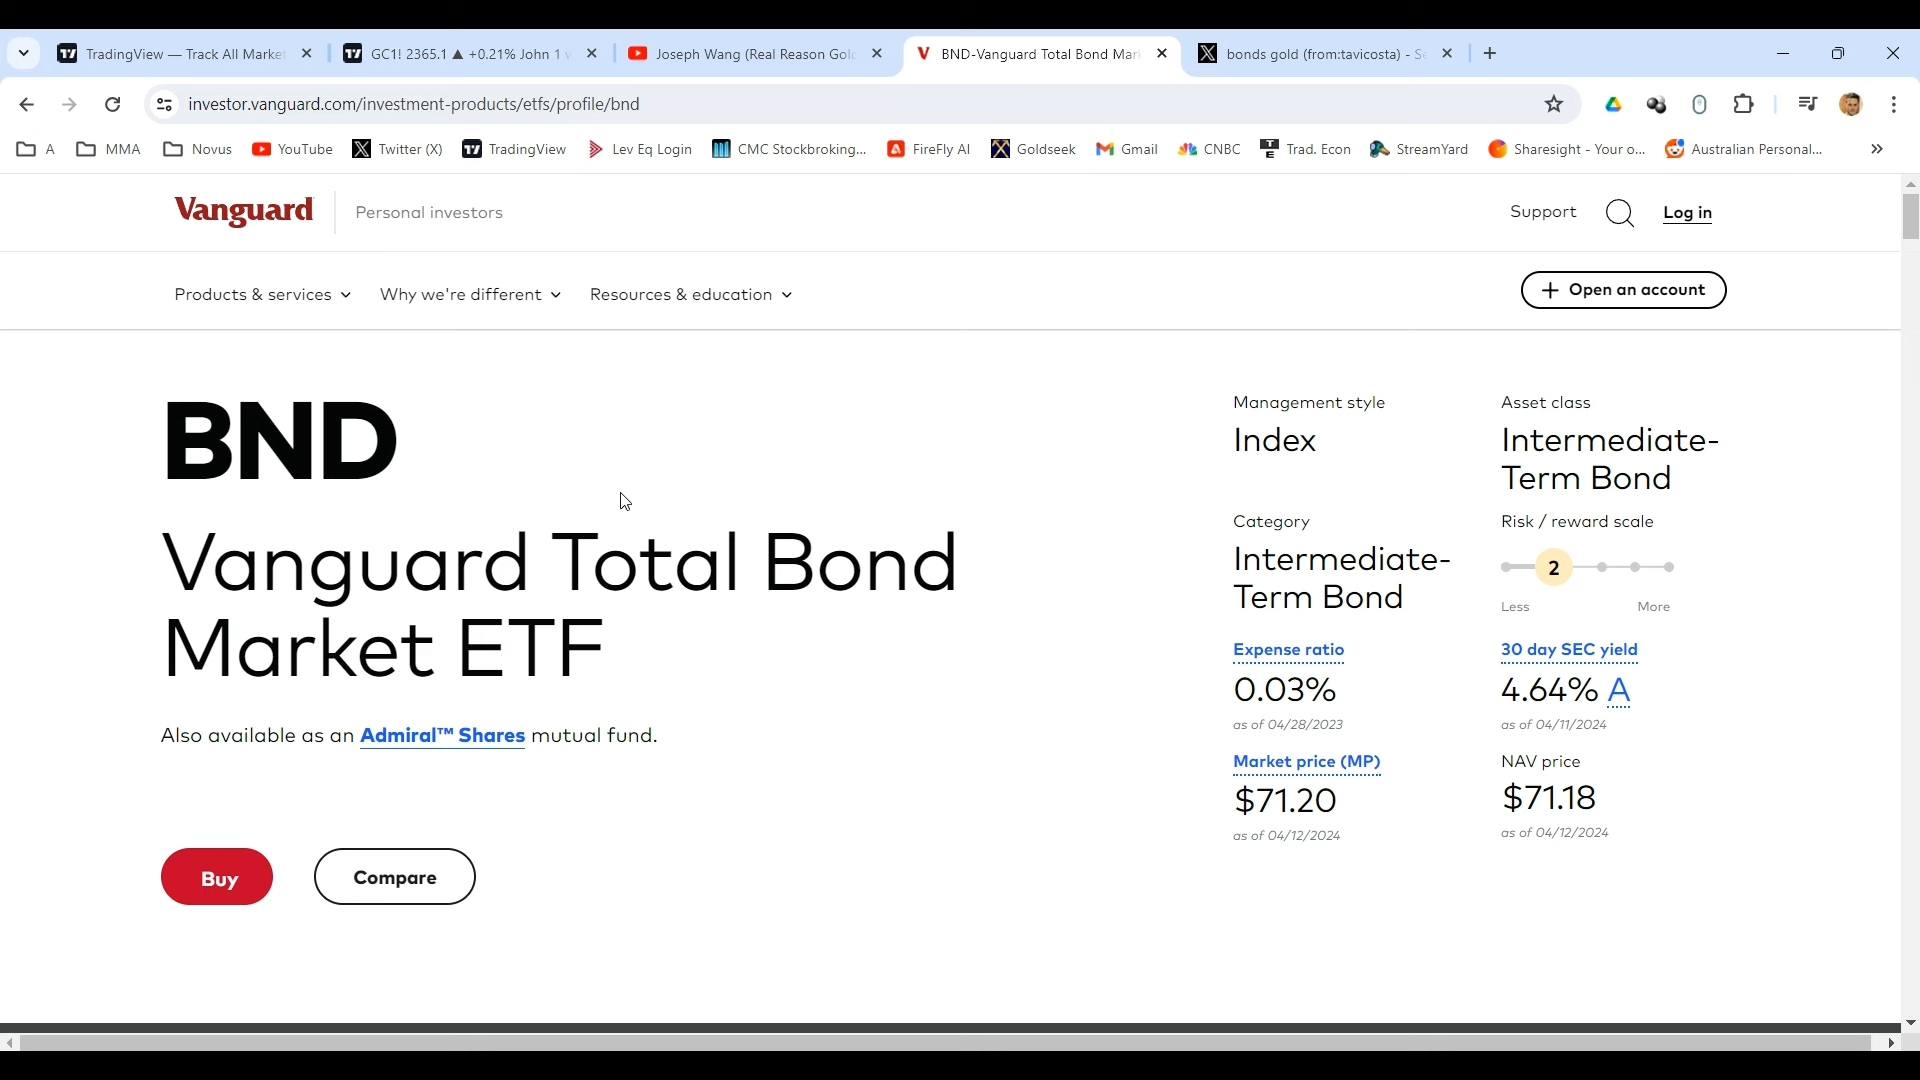 TradingView — Track All Market
GC1! 2365.1 ▲ +0.21% John 1
Joseph Wang (Real Reason Gol
BND-Vanguard Total Bond Mar
bonds gold (from:tavicosta) - Se
investor.vanguard.com/investment-products/etfs/profile/bnd
A MMA Novus YouTube Twitter (X) TradingView Lev Eq Login CMC Stockbroking... FireFly AI Goldseek Gmail CNBC Trad. Econ StreamYard Sharesight - Your o... Australian Personal... »
Vanguard Personal investors
Support Log in
Products & services Why we're different Resources & education
+ Open an account
BND
Vanguard Total Bond
Market ETF
Also available as an Admiral™ Shares mutual fund.
Buy Compare
Management style
Index
Asset class
Intermediate-
Term Bond
Category
Intermediate-
Term Bond
Risk / reward scale
2
Less More
Expense ratio
0.03%
as of 04/28/2023
30 day SEC yield
4.64% A
as of 04/11/2024
Market price (MP)
$71.20
as of 04/12/2024
NAV price
$71.18
as of 04/12/2024